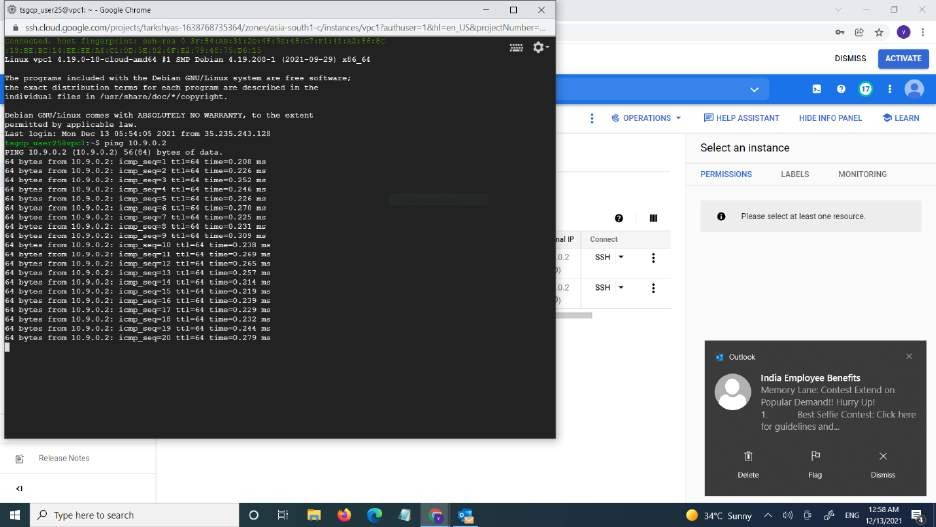 tsgcp_user25@vpc1: ~ - Google Chrome
ssh.cloud.google.com/projects/tarkshyas-1638768735364/zones/asia-south1-c/instances/vpc1?authuser=1&hl=en_US&projectNumber=...
Connected, host fingerprint: ssh-rsa 0
Linux vpc1 4.19.0-18-cloud-amd64 #1 SMP Debian 4.19.208-1 (2021-09-29) x86_64
The programs included with the Debian GNU/Linux system are free software;
the exact distribution terms for each program are described in the
individual files in /usr/share/doc/*/copyright.
Debian GNU/Linux comes with ABSOLUTELY NO WARRANTY, to the extent
permitted by applicable law.
Last login: Mon Dec 13 05:54:05 2021 from 35.235.243.128
tsgcp_user25@vpc1:~$ ping 10.9.0.2
PING 10.9.0.2 (10.9.0.2) 56(84) bytes of data.
64 bytes from 10.9.0.2: icmp_seq=1 ttl=64 time=0.208 ms
64 bytes from 10.9.0.2: icmp_seq=2 ttl=64 time=0.226 ms
64 bytes from 10.9.0.2: icmp_seq=3 ttl=64 time=0.252 ms
64 bytes from 10.9.0.2: icmp_seq=4 ttl=64 time=0.246 ms
64 bytes from 10.9.0.2: icmp_seq=5 ttl=64 time=0.226 ms
64 bytes from 10.9.0.2: icmp_seq=6 ttl=64 time=0.270 ms
64 bytes from 10.9.0.2: icmp_seq=7 ttl=64 time=0.225 ms
64 bytes from 10.9.0.2: icmp_seq=8 ttl=64 time=0.231 ms
64 bytes from 10.9.0.2: icmp_seq=9 ttl=64 time=0.309 ms
64 bytes from 10.9.0.2: icmp_seq=10 ttl=64 time=0.238 ms
64 bytes from 10.9.0.2: icmp_seq=11 ttl=64 time=0.269 ms
64 bytes from 10.9.0.2: icmp_seq=12 ttl=64 time=0.265 ms
64 bytes from 10.9.0.2: icmp_seq=13 ttl=64 time=0.257 ms
64 bytes from 10.9.0.2: icmp_seq=14 ttl=64 time=0.214 ms
64 bytes from 10.9.0.2: icmp_seq=15 ttl=64 time=0.219 ms
64 bytes from 10.9.0.2: icmp_seq=16 ttl=64 time=0.239 ms
64 bytes from 10.9.0.2: icmp_seq=17 ttl=64 time=0.229 ms
64 bytes from 10.9.0.2: icmp_seq=18 ttl=64 time=0.232 ms
64 bytes from 10.9.0.2: icmp_seq=19 ttl=64 time=0.244 ms
64 bytes from 10.9.0.2: icmp_seq=20 ttl=64 time=0.279 ms
V
DISMISS
ACTIVATE
17
OPERATIONS
HELP ASSISTANT
HIDE INFO PANEL
LEARN
Select an instance
PERMISSIONS
LABELS
MONITORING
Please select at least one resource.
nal IP
Connect
.0.2
SSH
.0.2
SSH
Outlook
India Employee Benefits
Memory Lane: Contest Extend on
Popular Demand!! Hurry Up!
1. Best Selfie Contest: Click here
for guidelines and...
Delete
Flag
Dismiss
Release Notes
Type here to search
34°C Sunny
ENG
12:58 AM
12/13/2021
4